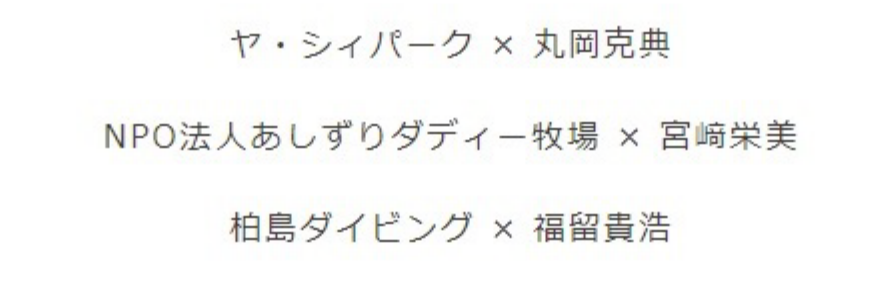 ヤ・シィパーク × 丸岡克典
NPO法人あしずりダディー牧場 × 宮﨑栄美
柏島ダイビング × 福留貴浩